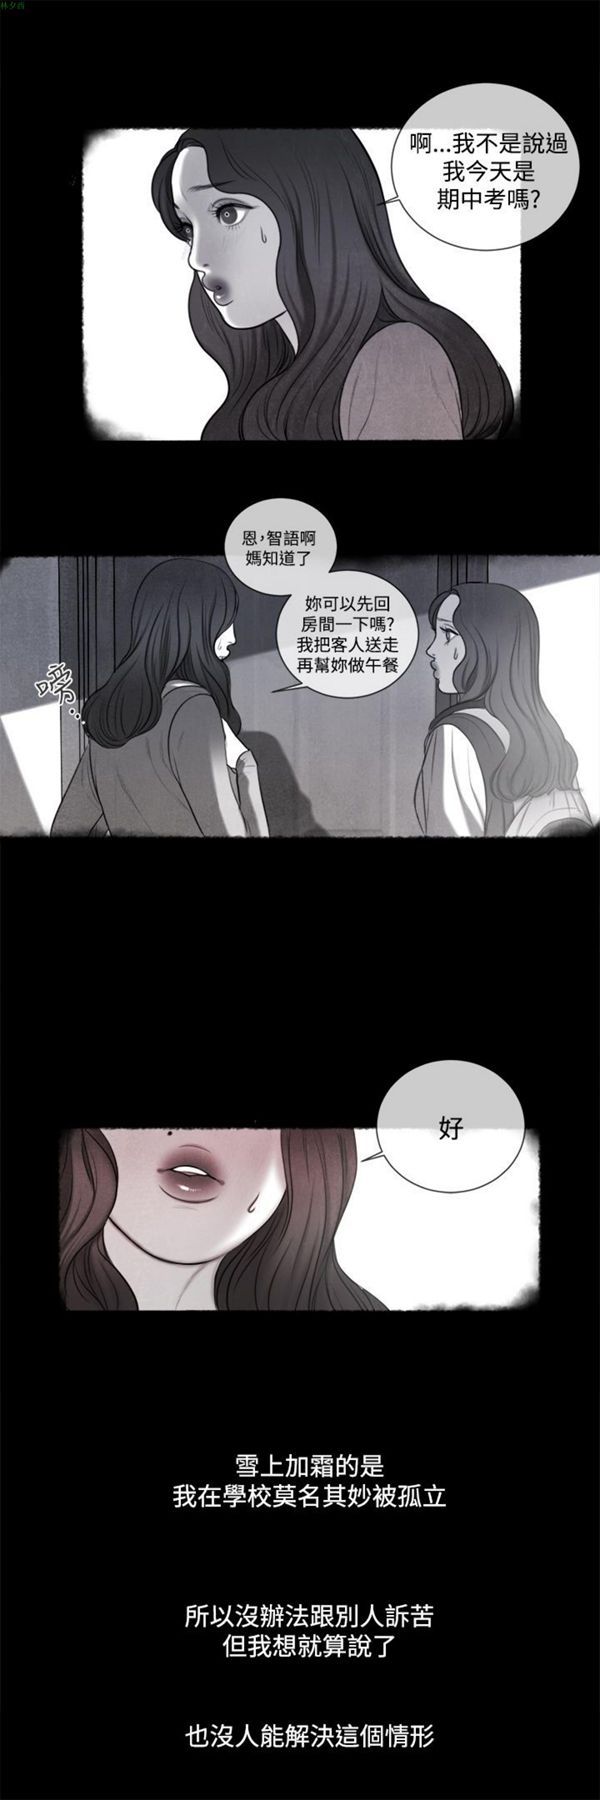 林夕西
啊...我不是說過
我今天是
期中考嗎?
恩，智語啊
媽知道了
妳可以先回
房間一下嗎?
我把客人送走
再幫妳做午餐
嗙...
好
雪上加霜的是
我在學校莫名其妙被孤立
所以沒辦法跟別人訴苦
但我想就算說了
也沒人能解決這個情形